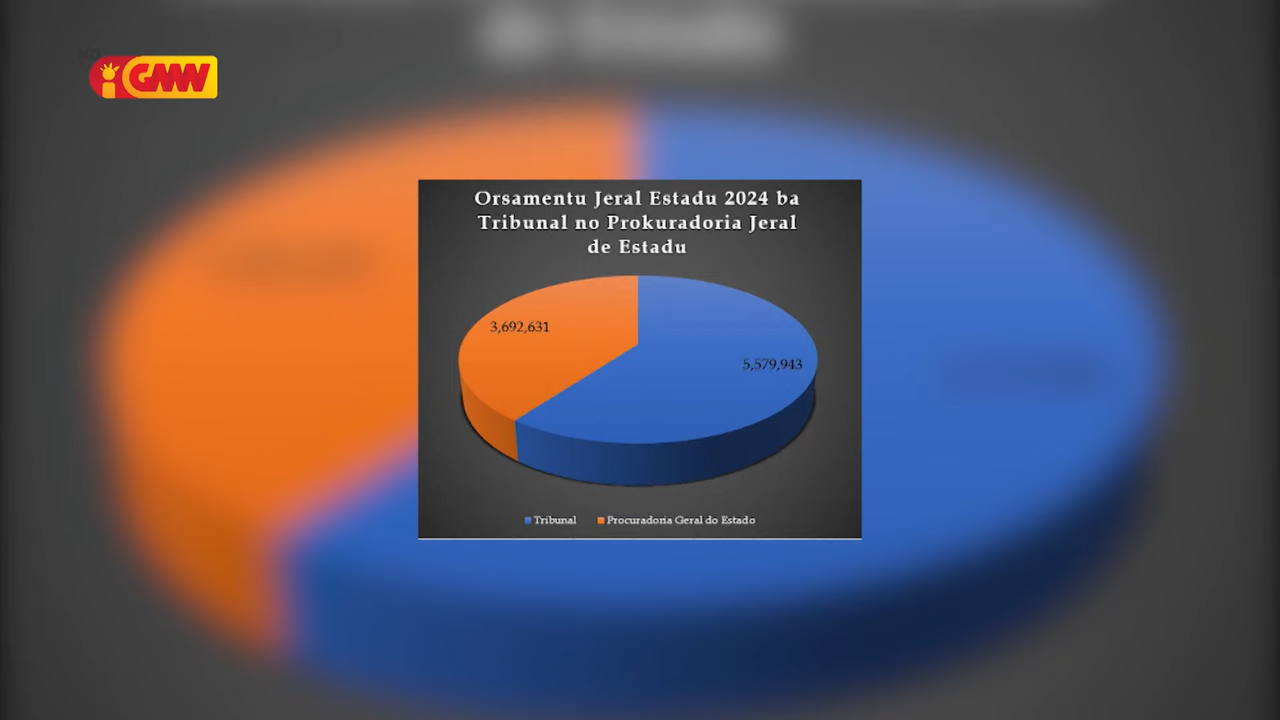 GMW
Orsamentu Jeral Estadu 2024 ba
Tribunal no Prokuradoria Jeral
de Estadu
3,692,631
5,579,943
Tribunal
Procuradoria Geral do Estado